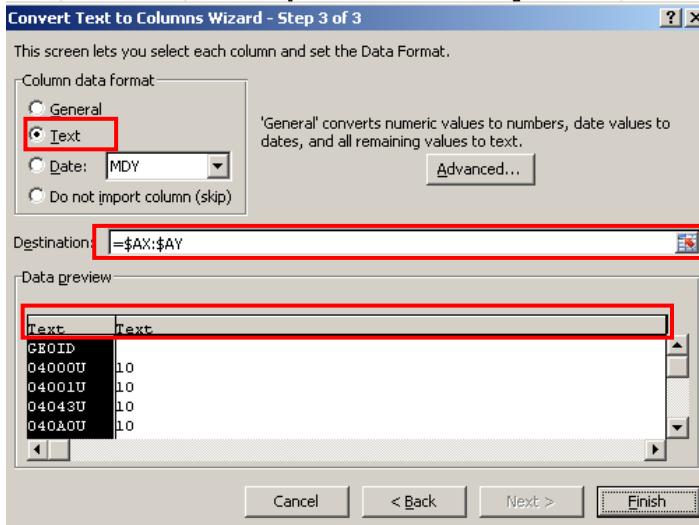 Convert Text to Columns Wizard - Step 3 of 3
This screen lets you select each column and set the Data Format.
Column data format
General
Text
Date: MDY
Do not import column (skip)
'General' converts numeric values to numbers, date values to
dates, and all remaining values to text.
Advanced...
Destination: =$AX:$AY
Data preview
Text Text
GEOID
04000U 10
04001U 10
04043U 10
040A0U 10
Cancel < Back Next > Finish